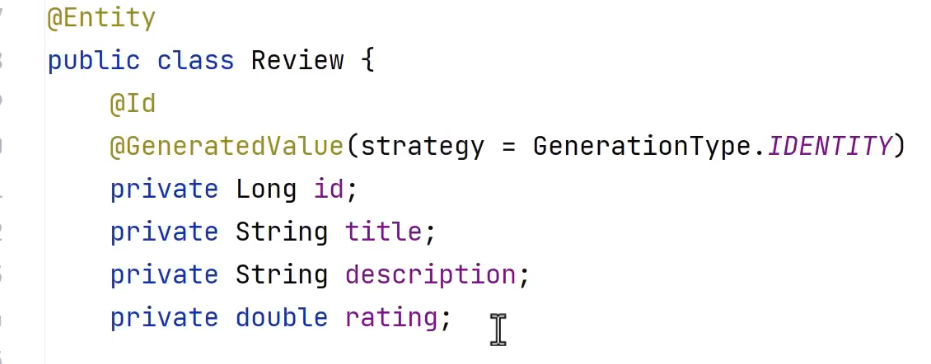 @Entity
public class Review {
@Id
@GeneratedValue(strategy = GenerationType.IDENTITY)
private Long id;
private String title;
private String description;
private double rating;